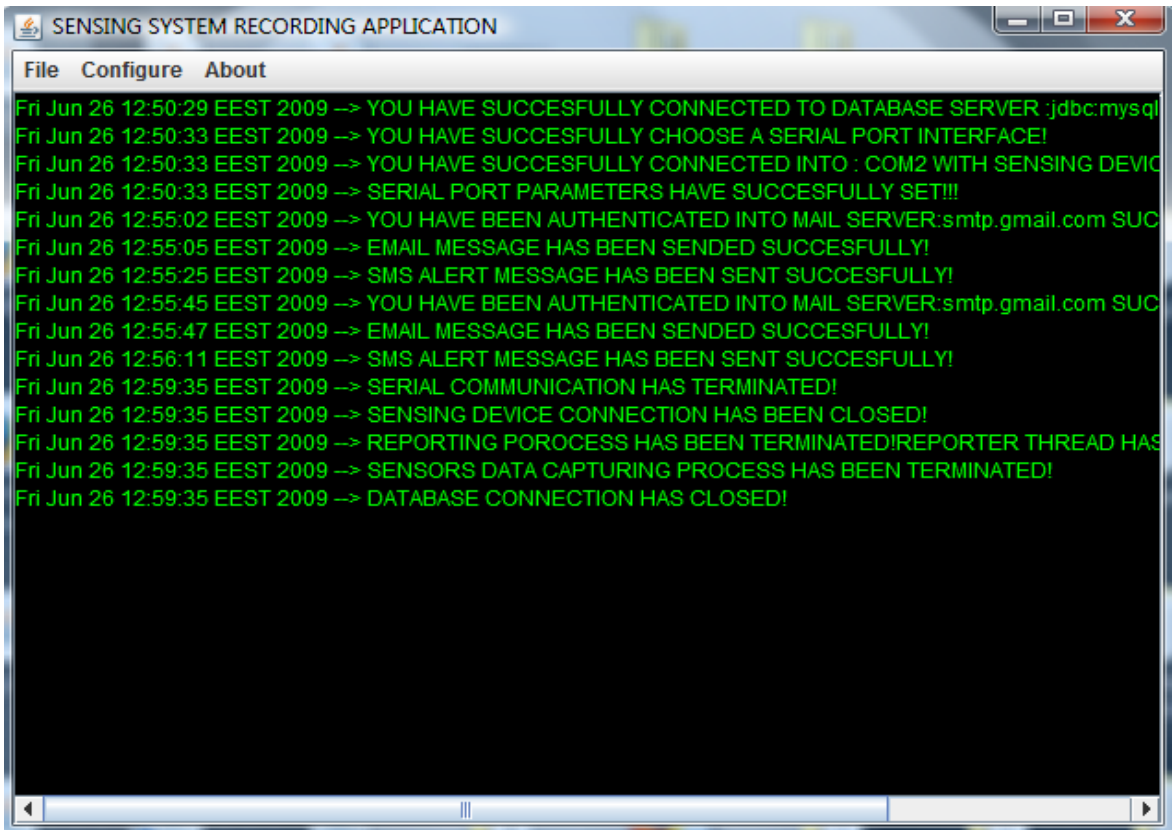 SENSING SYSTEM RECORDING APPLICATION
File Configure About
Fri Jun 26 12:50:29 EEST 2009 --> YOU HAVE SUCCESFULLY CONNECTED TO DATABASE SERVER :jdbc:mysql
Fri Jun 26 12:50:33 EEST 2009 --> YOU HAVE SUCCESFULLY CHOOSE A SERIAL PORT INTERFACE!
Fri Jun 26 12:50:33 EEST 2009 --> YOU HAVE SUCCESFULLY CONNECTED INTO : COM2 WITH SENSING DEVIC
Fri Jun 26 12:50:33 EEST 2009 --> SERIAL PORT PARAMETERS HAVE SUCCESFULLY SET!!!
Fri Jun 26 12:55:02 EEST 2009 --> YOU HAVE BEEN AUTHENTICATED INTO MAIL SERVER:smtp.gmail.com SUC
Fri Jun 26 12:55:05 EEST 2009 --> EMAIL MESSAGE HAS BEEN SENDED SUCCESFULLY!
Fri Jun 26 12:55:25 EEST 2009 --> SMS ALERT MESSAGE HAS BEEN SENT SUCCESFULLY!
Fri Jun 26 12:55:45 EEST 2009 --> YOU HAVE BEEN AUTHENTICATED INTO MAIL SERVER:smtp.gmail.com SUC
Fri Jun 26 12:55:47 EEST 2009 --> EMAIL MESSAGE HAS BEEN SENDED SUCCESFULLY!
Fri Jun 26 12:56:11 EEST 2009 --> SMS ALERT MESSAGE HAS BEEN SENT SUCCESFULLY!
Fri Jun 26 12:59:35 EEST 2009 --> SERIAL COMMUNICATION HAS TERMINATED!
Fri Jun 26 12:59:35 EEST 2009 --> SENSING DEVICE CONNECTION HAS BEEN CLOSED!
Fri Jun 26 12:59:35 EEST 2009 --> REPORTING POROCESS HAS BEEN TERMINATED!REPORTER THREAD HAS
Fri Jun 26 12:59:35 EEST 2009 --> SENSORS DATA CAPTURING PROCESS HAS BEEN TERMINATED!
Fri Jun 26 12:59:35 EEST 2009 --> DATABASE CONNECTION HAS CLOSED!